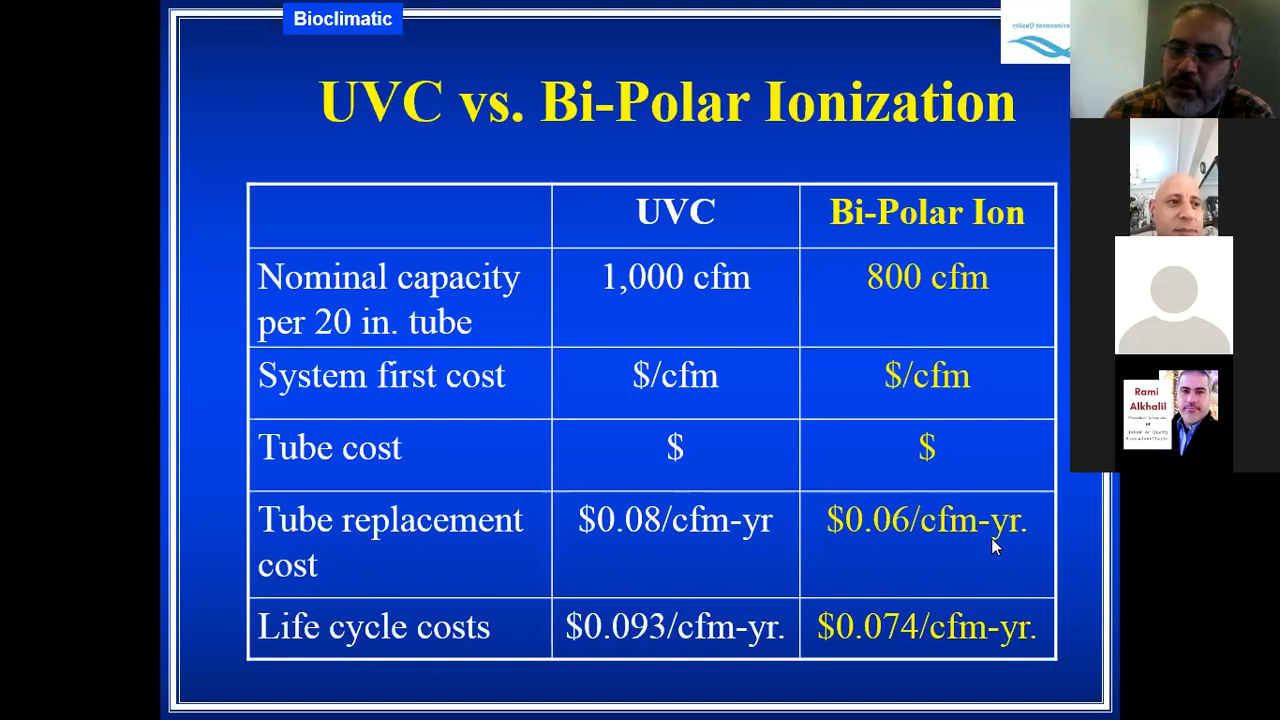 Bioclimatic
UVC vs. Bi-Polar Ionization
UVC
Bi-Polar Ion
Nominal capacity
per 20 in. tube
1,000 cfm
800 cfm
System first cost
$/cfm
$/cfm
Tube cost
$
$
Tube replacement
cost
$0.08/cfm-yr
$0.06/cfm-yr.
Life cycle costs
$0.093/cfm-yr.
$0.074/cfm-yr.
Rami
Alkhalil